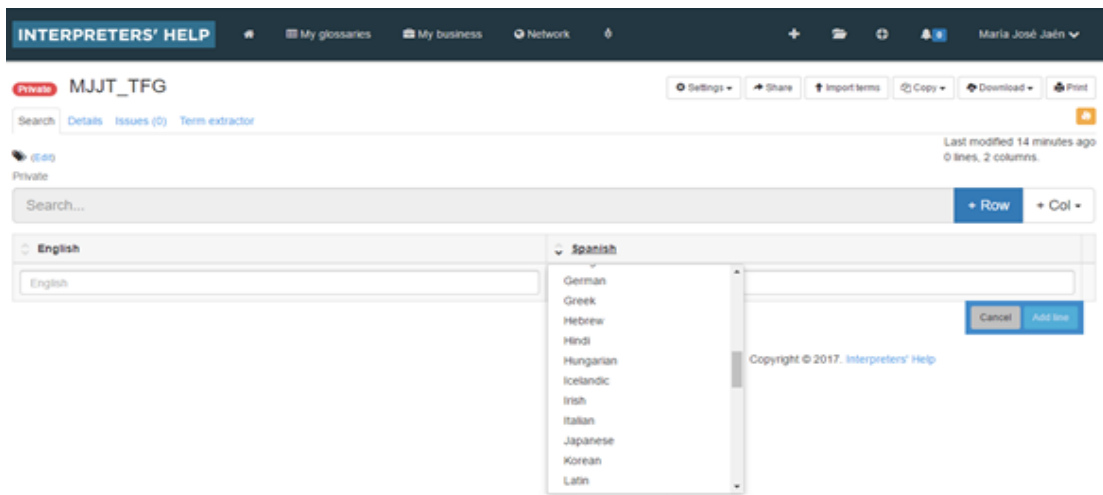 INTERPRETERS' HELP My glossaries My business Network 0 María José Jaén
Private MJJT_TFG Settings Share Import terms Copy Download Print
Search Details Issues (0) Term extractor
Last modified 14 minutes ago
(Edit) 0 lines, 2 columns.
Private
Search... + Row + Col
English Spanish
English
German
Greek
Hebrew
Cancel Add line
Hindi
Hungarian Copyright © 2017. Interpreters' Help
Icelandic
Irish
Italian
Japanese
Korean
Latin